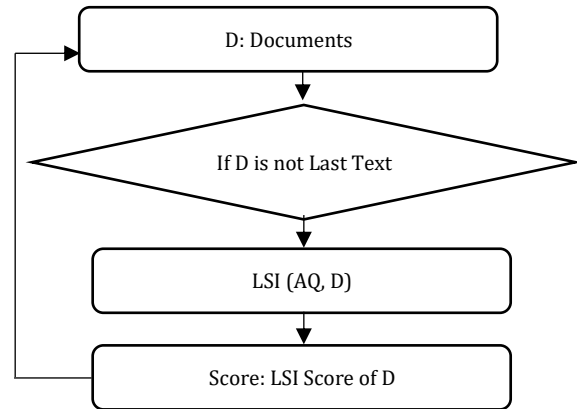 D: Documents
If D is not Last Text
LSI (AQ, D)
Score: LSI Score of D